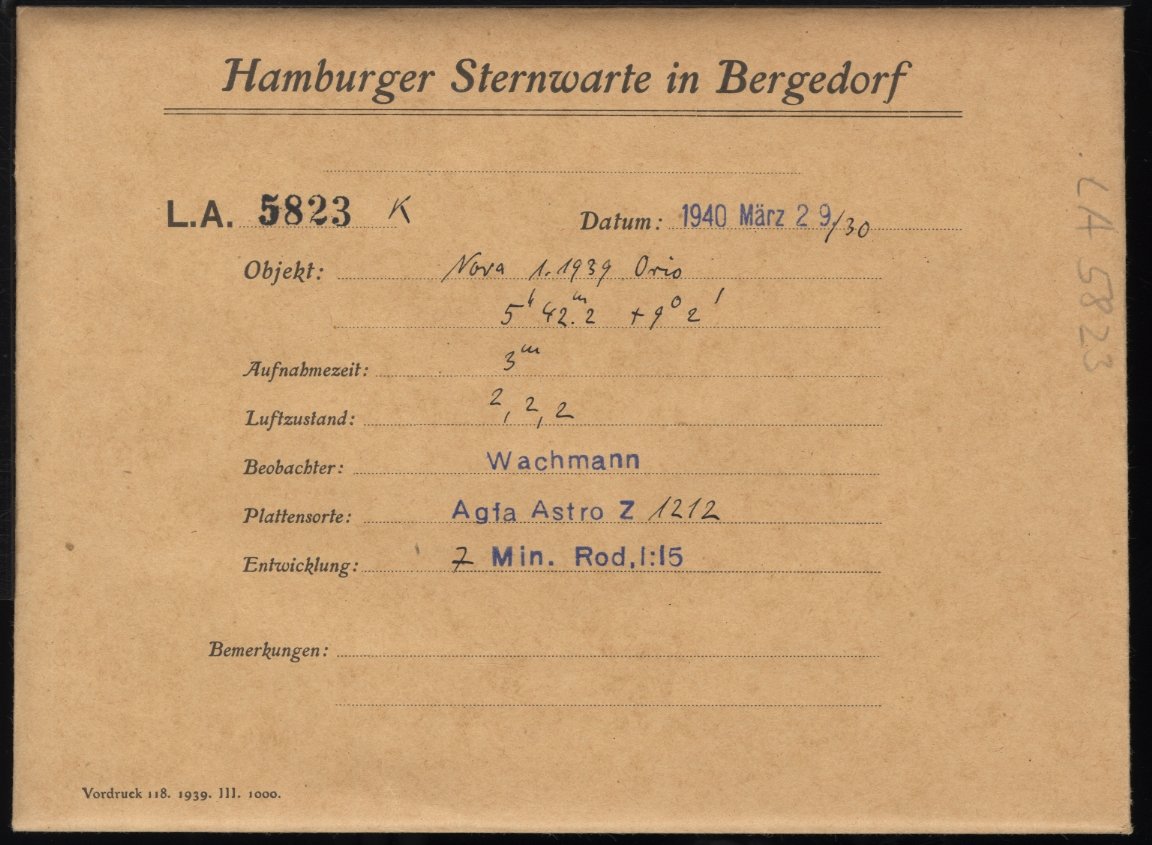 Hamburger Sternwarte in Bergedorf
L.A. 5823 K Datum: 1940 März 29./30
Objekt: Nova 1.1939 Orio
5ʰ 42.ᵐ2 +9° 2'
Aufnahmezeit: 3ᵐ
Luftzustand: 2, 2, 2
Beobachter: Wachmann
Plattensorte: Agfa Astro Z 1212
Entwicklung: 7 Min. Rod, 1:15
Bemerkungen:
Vordruck 118. 1939. III. 1000.
LA 5823